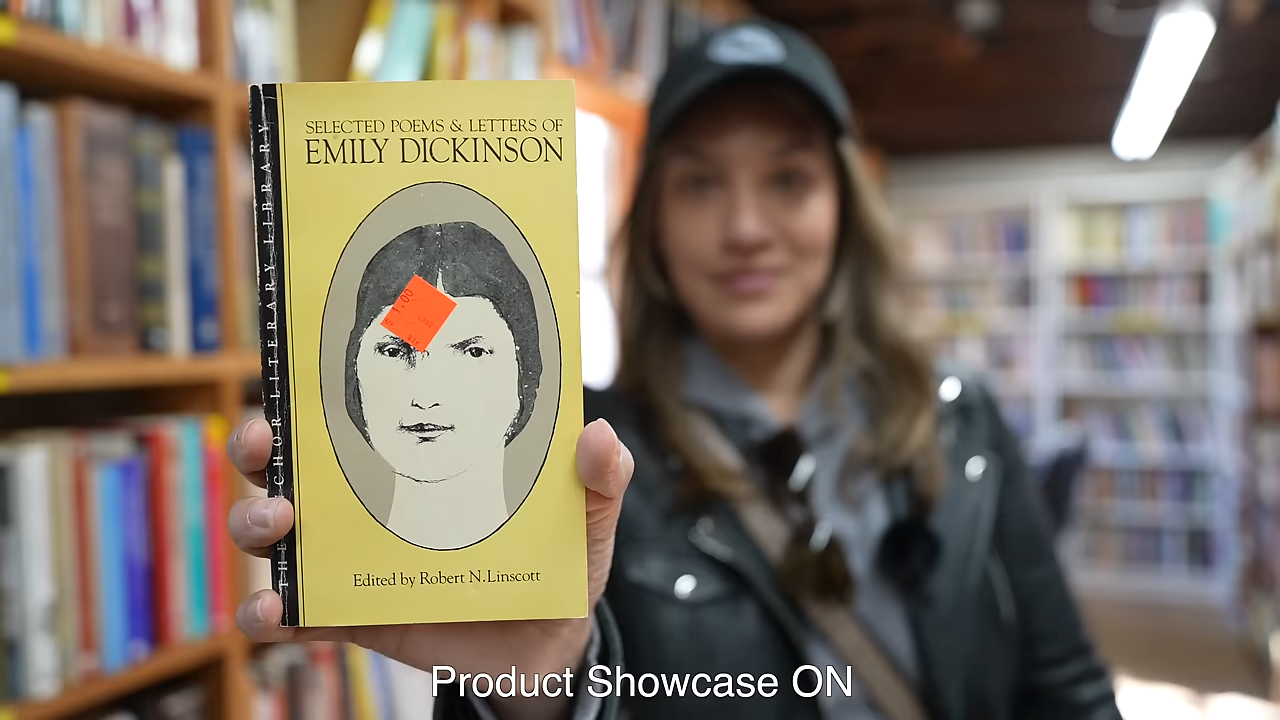 SELECTED POEMS & LETTERS OF
EMILY DICKINSON
THE ANCHOR LITERARY LIBRARY
1.00
Edited by Robert N. Linscott
Product Showcase ON